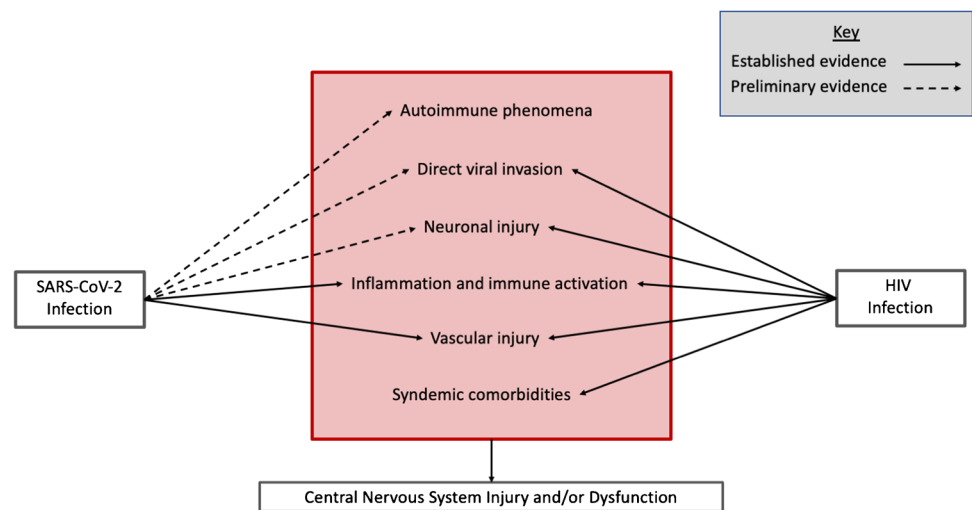 Key
Established evidence
Preliminary evidence
Autoimmune phenomena
Direct viral invasion
Neuronal injury
SARS-CoV-2
Infection
Inflammation and immune activation
HIV
Infection
Vascular injury
Syndemic comorbidities
Central Nervous System Injury and/or Dysfunction